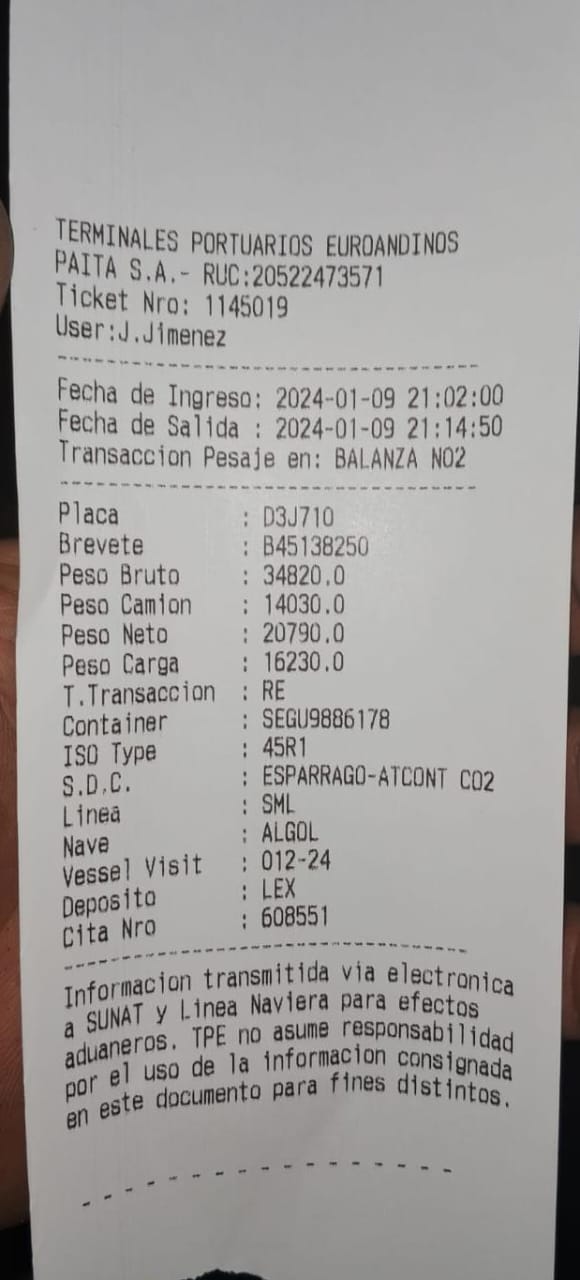 TERMINALES PORTUARIOS EUROANDINOS
PAITA S.A.- RUC:20522473571
Ticket Nro: 1145019
User:J.Jimenez
Fecha de Ingreso: 2024-01-09 21:02:00
Fecha de Salida : 2024-01-09 21:14:50
Transaccion Pesaje en: BALANZA NO2
Placa : D3J710
Brevete : B45138250
Peso Bruto : 34820.0
Peso Camion : 14030.0
Peso Neto : 20790.0
Peso Carga : 16230.0
T.Transaccion : RE
Container : SEGU9886178
ISO Type : 45R1
S.D.C. : ESPARRAGO-ATCONT CO2
Linea : SML
Nave : ALGOL
Vessel Visit : 012-24
Deposito : LEX
Cita Nro : 608551
Informacion transmitida via electronica
a SUNAT y Linea Naviera para efectos
aduaneros. TPE no asume responsabilidad
por el uso de la informacion consignada
en este documento para fines distintos.